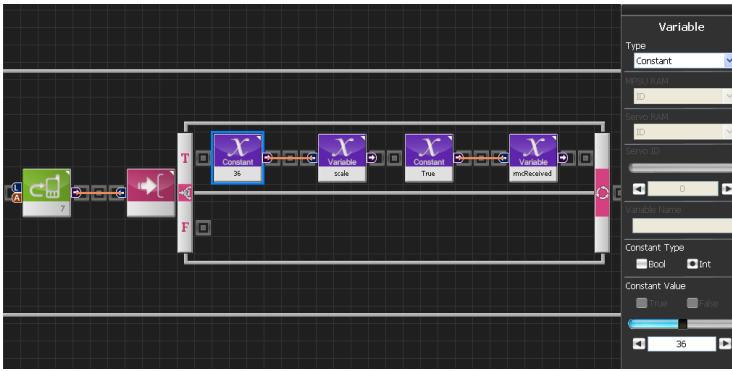 L
A
7
T
F
Constant
36
Variable
scale
Constant
True
Variable
rmcReceived
Variable
Type
Constant
MPSU RAM
ID
Servo RAM
ID
Servo ID
0
Variable Name
Constant Type
Bool Int
Constant Value
True False
36